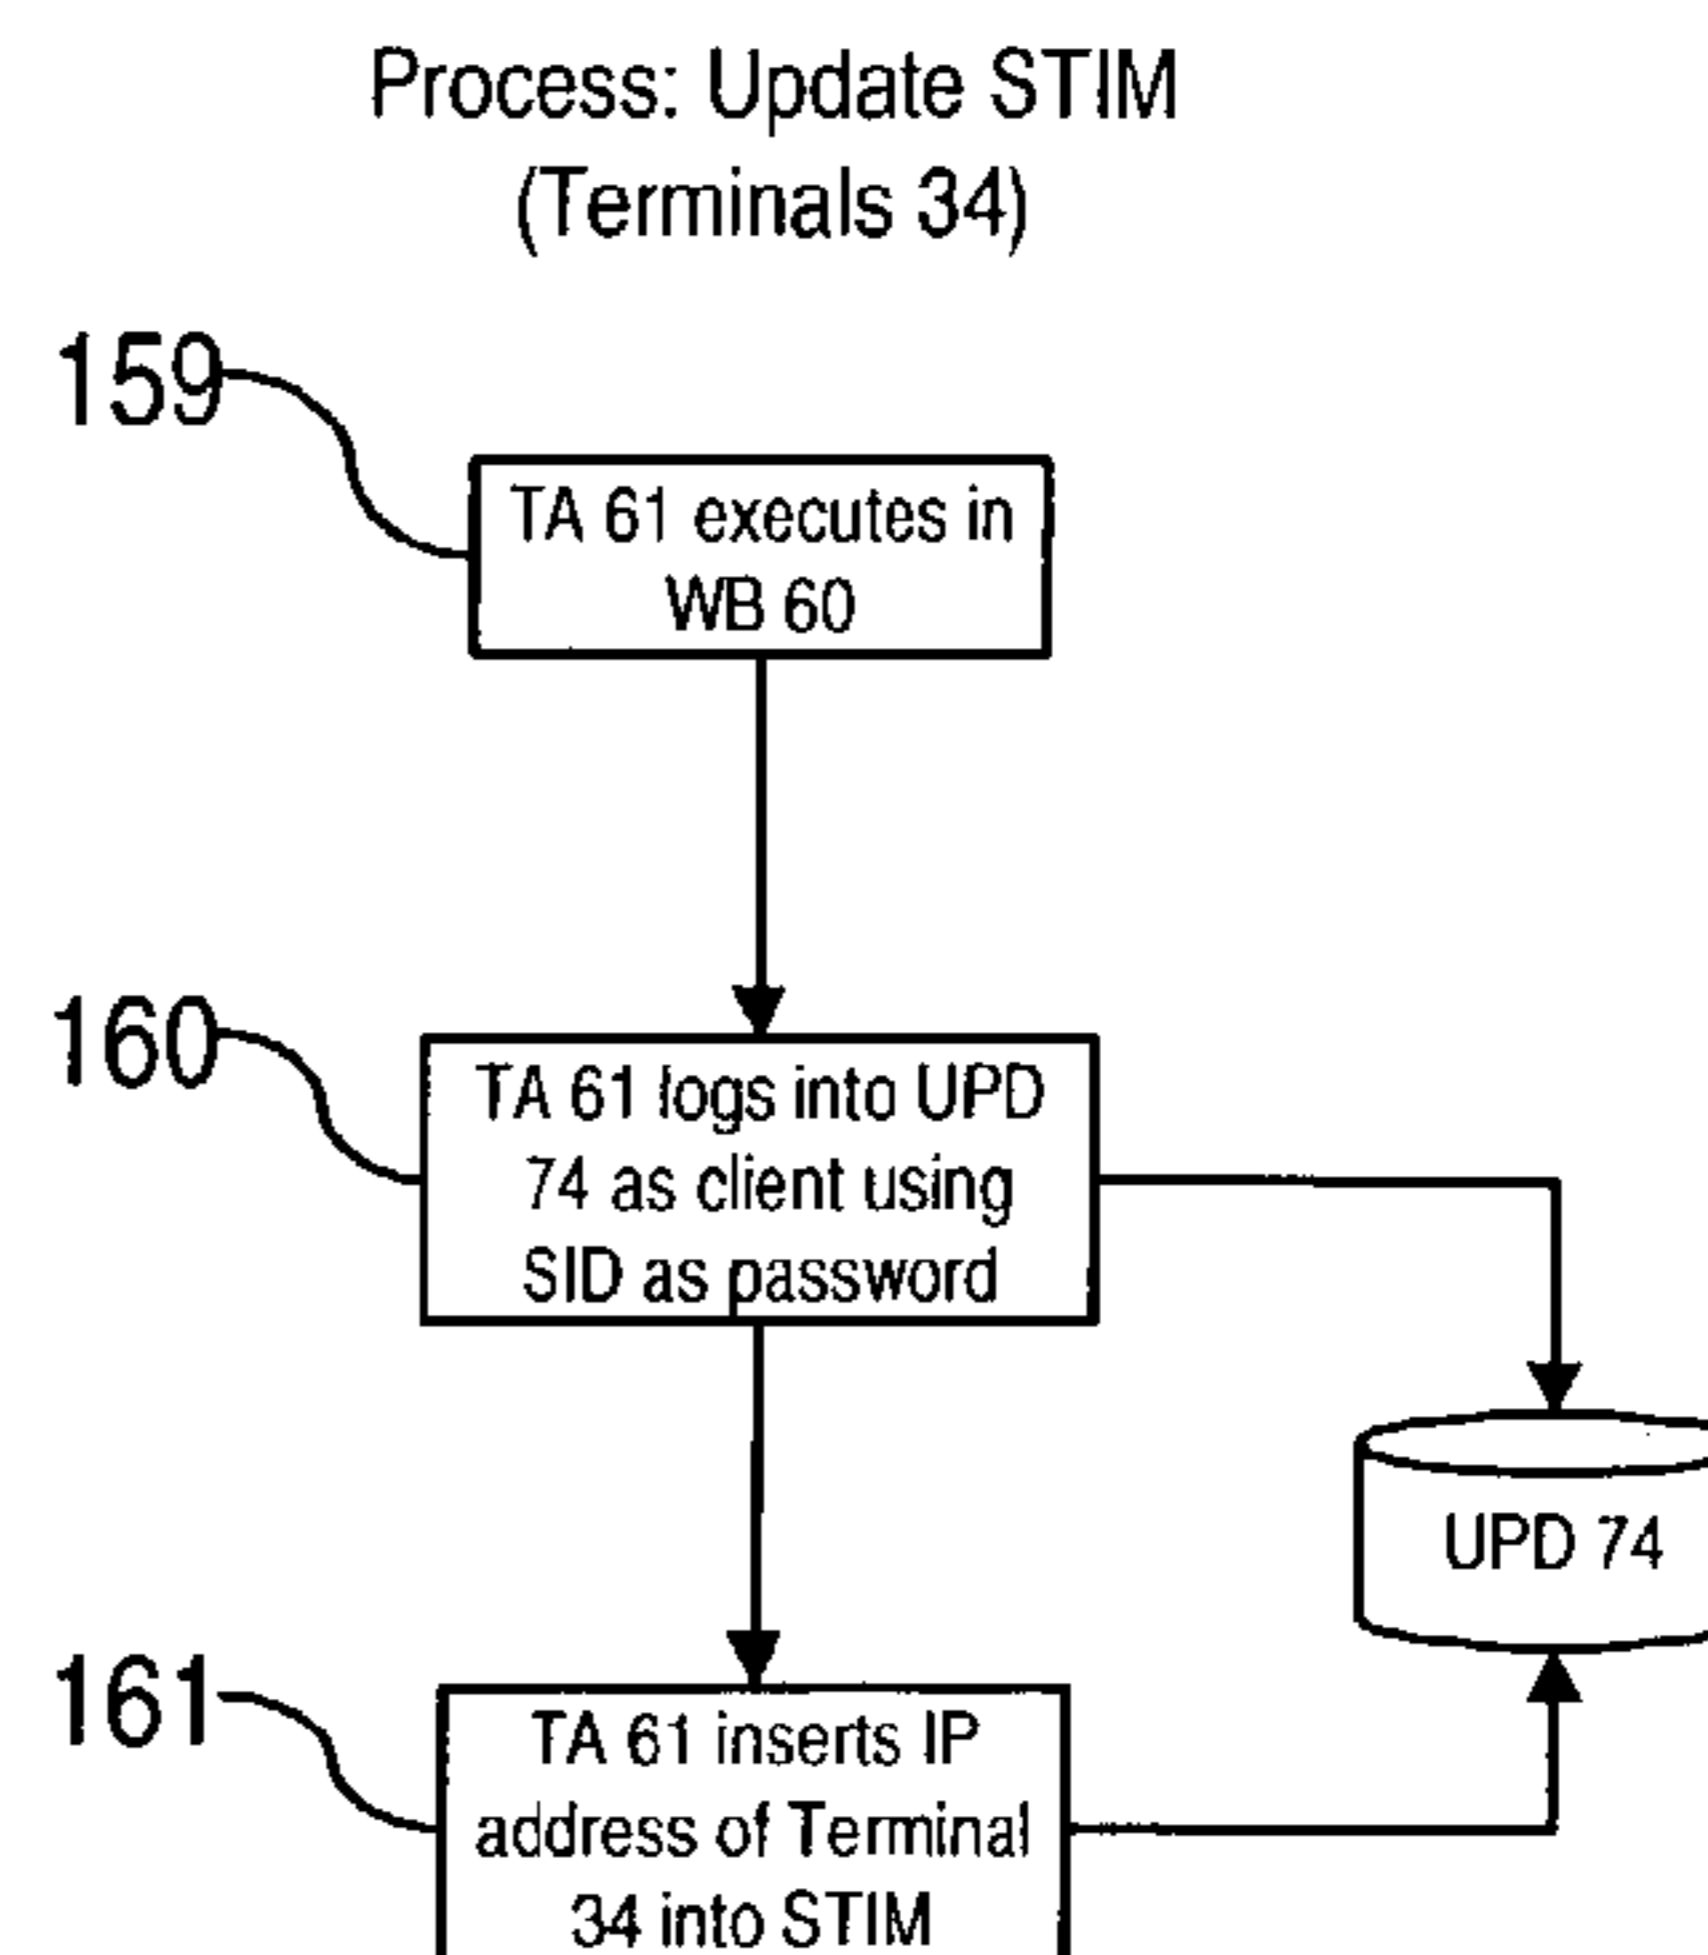 Process: Update STIM
(Terminals 34)
159
TA 61 executes in
WB 60
160
TA 61 logs into UPD
74 as client using
SID as password
UPD 74
161
TA 61 inserts IP
address of Terminal
34 into STIM